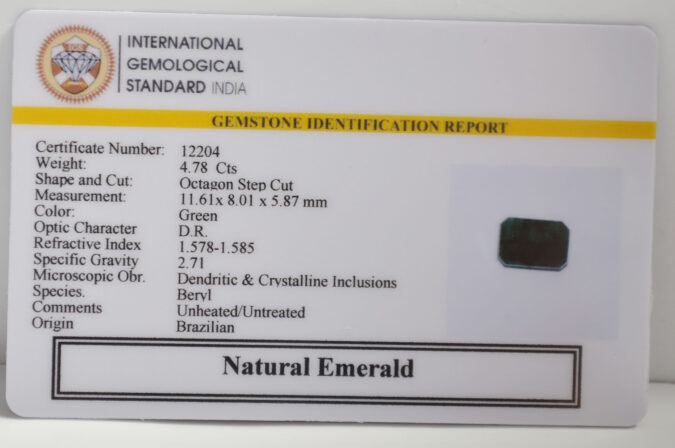 IGS
INTERNATIONAL
GEMOLOGICAL
STANDARD INDIA
GEMSTONE IDENTIFICATION REPORT
Certificate Number: 12204
Weight: 4.78 Cts
Shape and Cut: Octagon Step Cut
Measurement: 11.61x 8.01 x 5.87 mm
Color: Green
Optic Character D.R.
Refractive Index 1.578-1.585
Specific Gravity 2.71
Microscopic Obr. Dendritic & Crystalline Inclusions
Species. Beryl
Comments Unheated/Untreated
Origin Brazilian
Natural Emerald